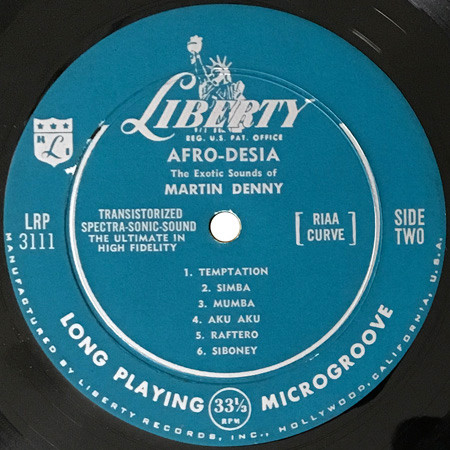 LIBERTY
REG. U.S. PAT. OFFICE
AFRO-DESIA
The Exotic Sounds of
MARTIN DENNY
LRP
3111
TRANSISTORIZED
SPECTRA-SONIC-SOUND
THE ULTIMATE IN
HIGH FIDELITY
[ RIAA
CURVE ]
SIDE
TWO
1. TEMPTATION
2. SIMBA
3. MUMBA
4. AKU AKU
5. RAFTERO
6. SIBONEY
LONG PLAYING 33⅓ RPM MICROGROOVE
MANUFACTURED BY LIBERTY RECORDS, INC., HOLLYWOOD, CALIFORNIA, U.S.A.